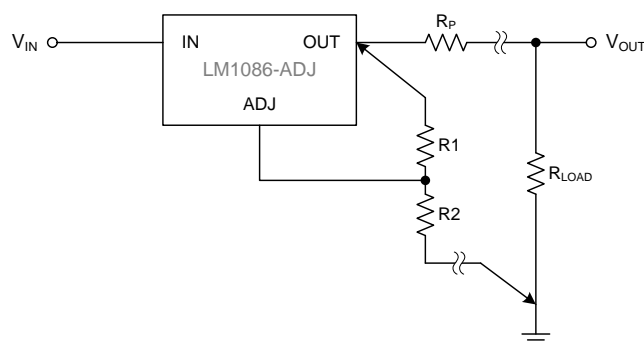 V_IN
IN
OUT
LM1086-ADJ
ADJ
R_P
V_OUT
R1
R_LOAD
R2